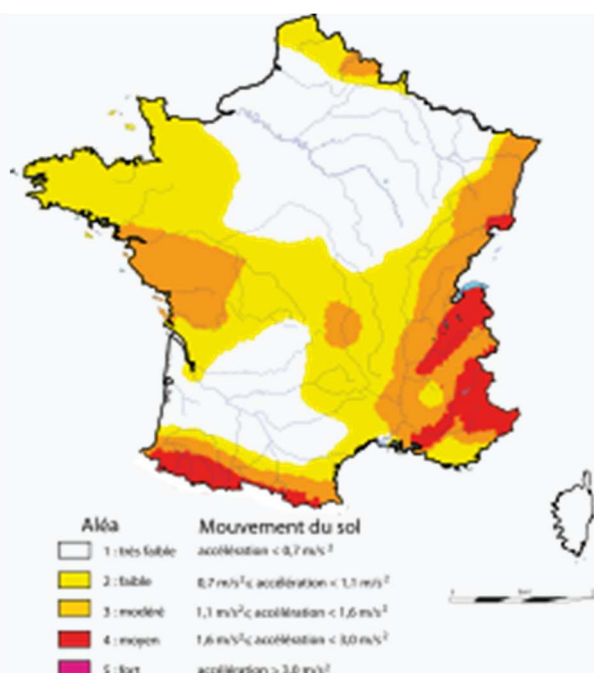 Aléa Mouvement du sol
1 : très faible accélération < 0,7 m/s²
2 : faible 0,7 m/s²< accélération < 1,1 m/s²
3 : modéré 1,1 m/s²< accélération < 1,6 m/s²
4 : moyen 1,6 m/s²< accélération < 3,0 m/s²
5 : fort accélération > 3,0 m/s²